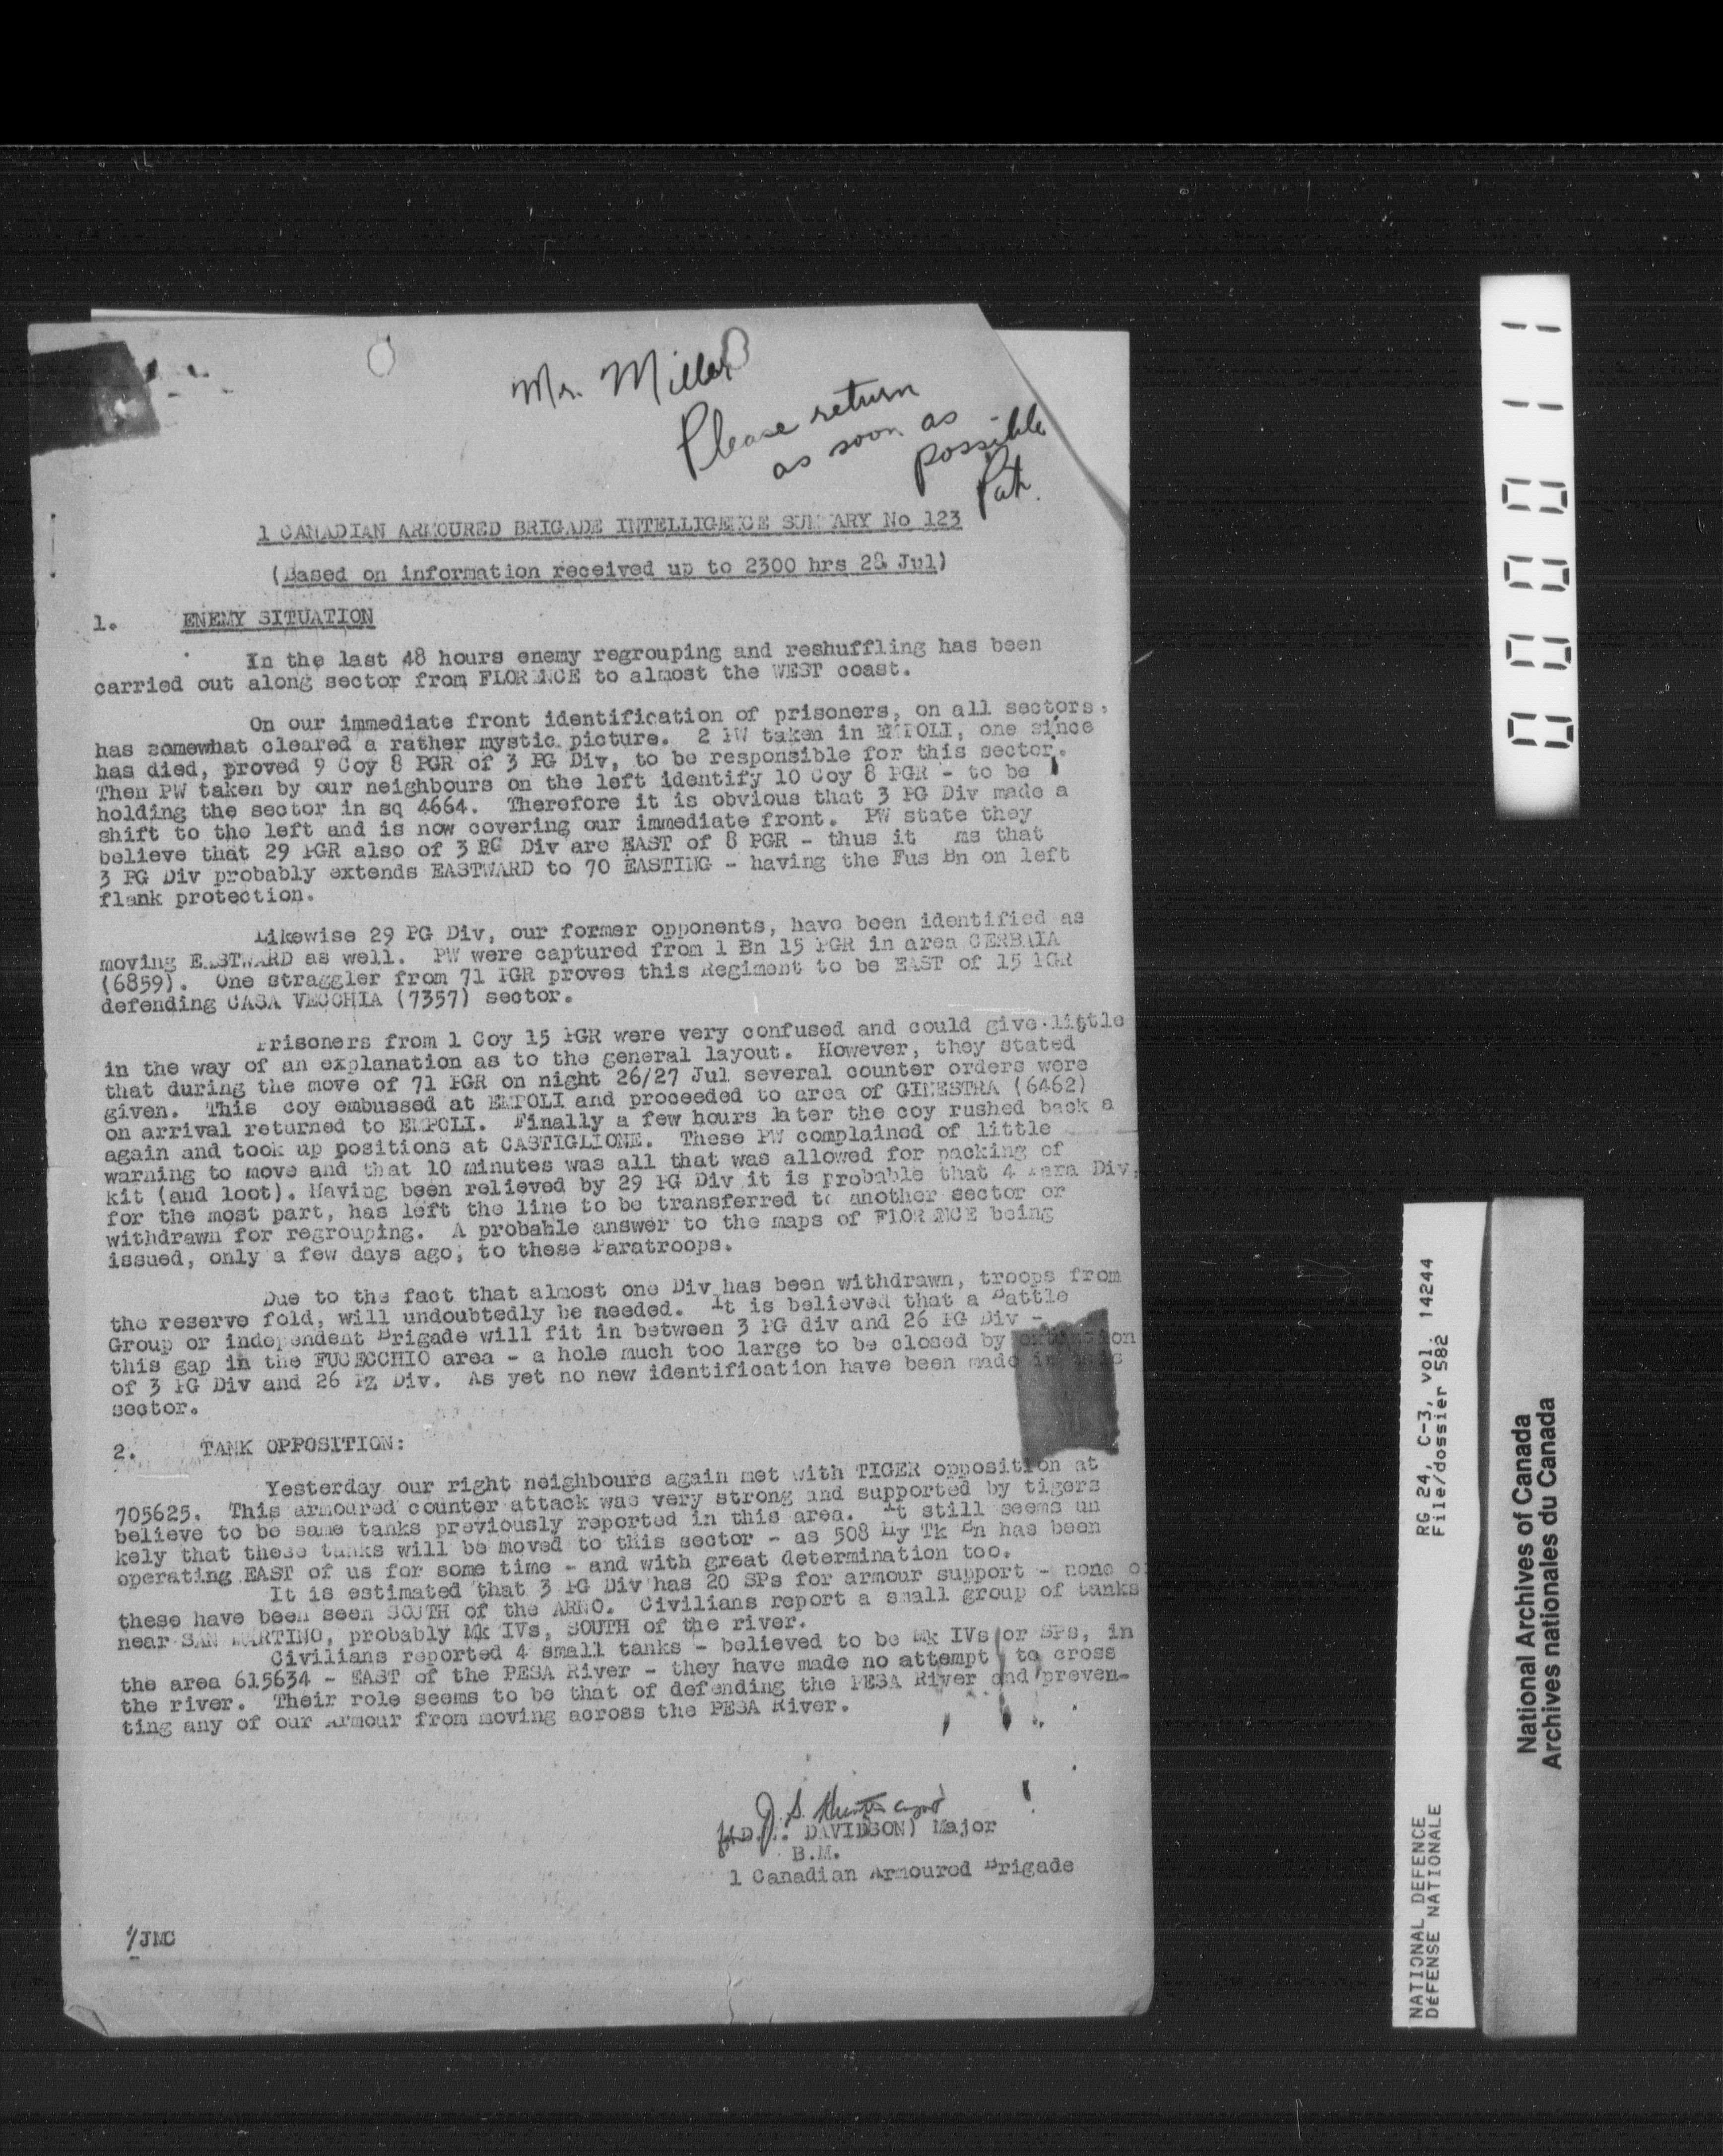 Mr. Miller
Please return
as soon as
possible
Pat.
1 CANADIAN ARMOURED BRIGADE INTELLIGENCE SUMMARY No 123
(Based on information received up to 2300 hrs 28 Jul)
1. ENEMY SITUATION
In the last 48 hours enemy regrouping and reshuffling has been
carried out along sector from FLORENCE to almost the WEST coast.
On our immediate front identification of prisoners, on all sectors,
has somewhat cleared a rather mystic picture. 2 PW taken in EMPOLI, one since
has died, proved 9 Coy 8 PGR of 3 PG Div, to be responsible for this sector.
Then PW taken by our neighbours on the left identify 10 Coy 8 PGR - to be
holding the sector in sq 4664. Therefore it is obvious that 3 PG Div made a
shift to the left and is now covering our immediate front. PW state they
believe that 29 PGR also of 3 PG Div are EAST of 8 PGR - thus it ms that
3 PG Div probably extends EASTWARD to 70 EASTING - having the Fus Bn on left
flank protection.
Likewise 29 PG Div, our former opponents, have been identified as
moving EASTWARD as well. PW were captured from 1 Bn 15 PGR in area CERBAIA
(6859). One straggler from 71 PGR proves this Regiment to be EAST of 15 PGR
defending CASA VECCHIA (7357) sector.
Prisoners from 1 Coy 15 PGR were very confused and could give little
in the way of an explanation as to the general layout. However, they stated
that during the move of 71 PGR on night 26/27 Jul several counter orders were
given. This coy embussed at EMPOLI and proceeded to area of GINESTRA (6462)
on arrival returned to EMPOLI. Finally a few hours later the coy rushed back a
again and took up positions at CASTIGLIONE. These PW complained of little
warning to move and that 10 minutes was all that was allowed for packing of
kit (and loot). Having been relieved by 29 PG Div it is probable that 4 Para Div,
for the most part, has left the line to be transferred to another sector or
withdrawn for regrouping. A probable answer to the maps of FLORENCE being
issued, only a few days ago, to these Paratroops.
Due to the fact that almost one Div has been withdrawn, troops from
the reserve fold, will undoubtedly be needed. It is believed that a Battle
Group or independent Brigade will fit in between 3 PG div and 26 PG Div -
this gap in the FUCECCHIO area - a hole much too large to be closed by extension
of 3 PG Div and 26 Pz Div. As yet no new identification have been made in this
sector.
2. TANK OPPOSITION:
Yesterday our right neighbours again met with TIGER opposition at
705625. This armoured counter attack was very strong and supported by tigers
believe to be same tanks previously reported in this area. It still seems un
kely that these tanks will be moved to this sector - as 508 Hy Tk Bn has been
operating EAST of us for some time - and with great determination too.
It is estimated that 3 PG Div has 20 SPs for armour support - none o
these have been seen SOUTH of the ARNO. Civilians report a small group of tanks
near SAN MARTINO, probably Mk IVs, SOUTH of the river.
Civilians reported 4 small tanks - believed to be Mk IVs or SPs, in
the area 615634 - EAST of the PESA River - they have made no attempt to cross
the river. Their role seems to be that of defending the PESA River and preven-
ting any of our Armour from moving across the PESA River.
DAVIDSON) Major
B.M.
1 Canadian Armoured Brigade
/JMC
000011
RG 24, C-3, vol. 14244
File/dossier 582
NATIONAL DEFENCE
DÉFENSE NATIONALE
National Archives of Canada
Archives nationales du Canada